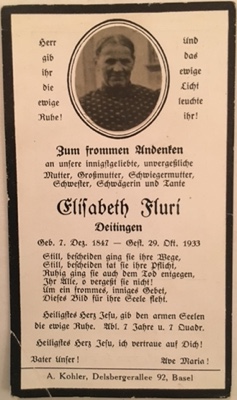 Herr
gib
ihr
die
ewige
Ruhe!
und
das
ewige
Licht
leuchte
ihr!
Zum frommen Andenken
an unsere innigstgeliebte, unvergeßliche
Mutter, Großmutter, Schwiegermutter,
Schwester, Schwägerin und Tante
Elisabeth Fluri
Deitingen
Geb. 7. Dez. 1847 - Gest. 29. Okt. 1933
Still, bescheiden ging sie ihre Wege,
Still, bescheiden tat sie ihre Pflicht,
Ruhig ging sie auch dem Tod entgegen,
Ihr Alle, o vergeßt sie nicht!
Um ein frommes, inniges Gebet,
Dieses Bild für ihre Seele fleht.
Heiligstes Herz Jesu, gib den armen Seelen
die ewige Ruhe. Abl. 7 Jahre u. 7 Quadr.
Heiligstes Herz Jesu, ich vertraue auf Dich!
Vater Unser! Ave Maria!
A. Kohler, Delsbergerallee 92, Basel